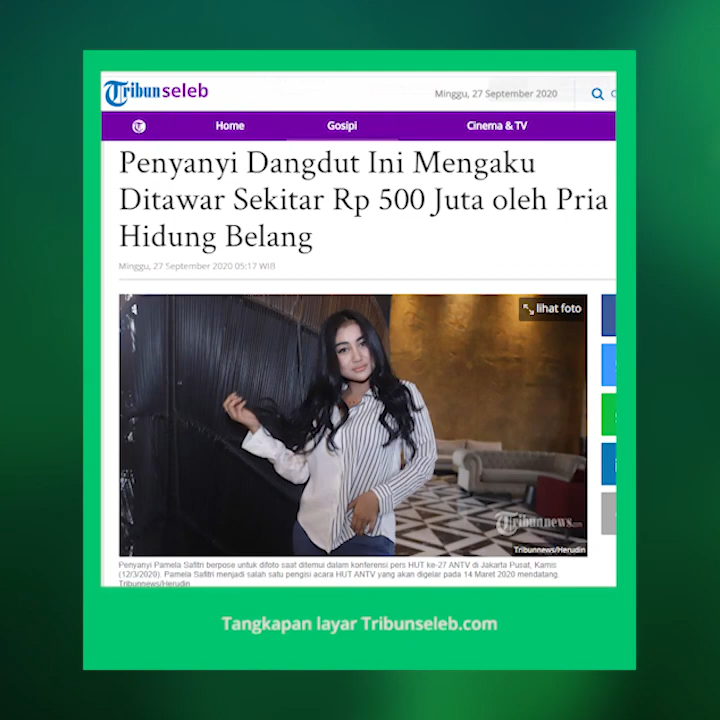 Tribunseleb
Minggu, 27 September 2020
Home Gosipi Cinema & TV
Penyanyi Dangdut Ini Mengaku
Ditawar Sekitar Rp 500 Juta oleh Pria
Hidung Belang
Minggu, 27 September 2020 05:17 WIB
lihat foto
Tribunnews.com
Tribunnews/Herudin
Penyanyi Pamela Safitri berpose untuk difoto saat ditemui dalam konferensi pers HUT ke-27 ANTV di Jakarta Pusat, Kamis
(12/3/2020). Pamela Safitri menjadi salah satu pengisi acara HUT ANTV yang akan digelar pada 14 Maret 2020 mendatang
Tribunnews/Herudin
Tangkapan layar Tribunseleb.com